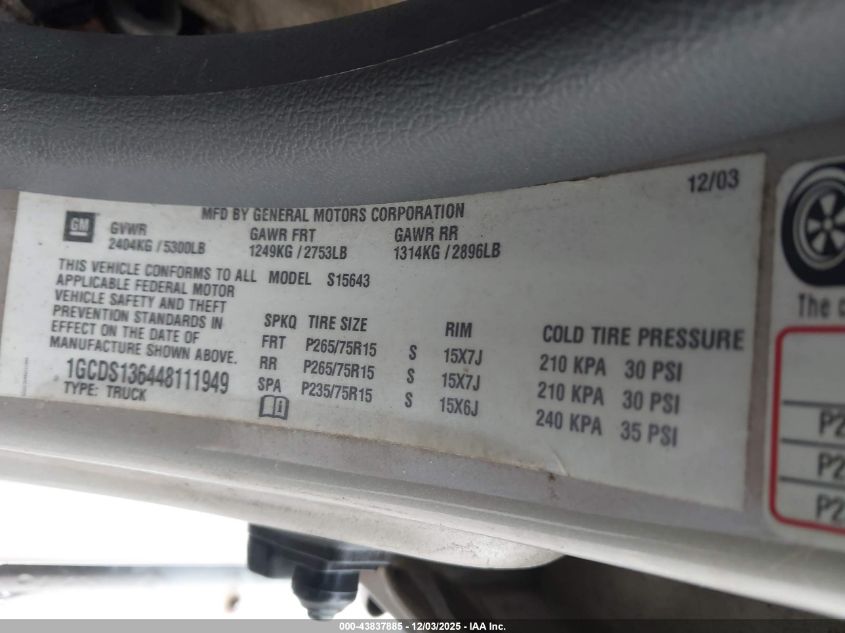 12/03
MFD BY GENERAL MOTORS CORPORATION
GM
GVWR GAWR FRT GAWR RR
2404KG / 5300LB 1249KG / 2753LB 1314KG / 2896LB
THIS VEHICLE CONFORMS TO ALL MODEL S15643
APPLICABLE FEDERAL MOTOR
VEHICLE SAFETY AND THEFT
PREVENTION STANDARDS IN
EFFECT ON THE DATE OF
MANUFACTURE SHOWN ABOVE.
1GCDS136448111949
TYPE: TRUCK
SPKQ TIRE SIZE RIM COLD TIRE PRESSURE
FRT P265/75R15 S 15X7J 210 KPA 30 PSI
RR P265/75R15 S 15X7J 210 KPA 30 PSI
SPA P235/75R15 S 15X6J 240 KPA 35 PSI
The
P2
P2
P2
000-43837885 - 12/03/2025 - IAA Inc.